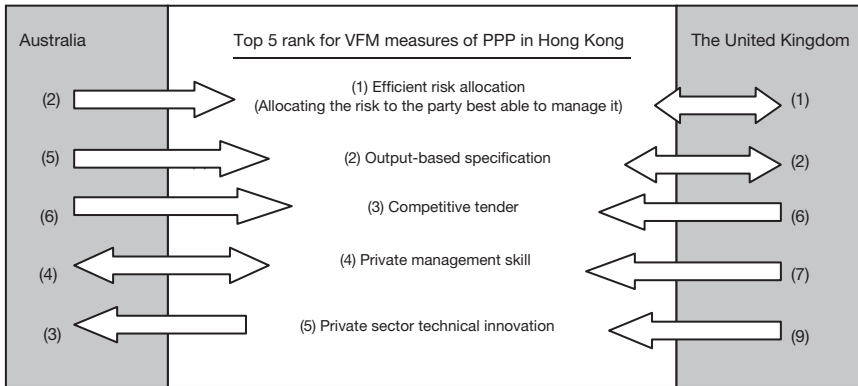 Australia
Top 5 rank for VFM measures of PPP in Hong Kong
The United Kingdom
(2)
(1) Efficient risk allocation
(Allocating the risk to the party best able to manage it)
(1)
(5)
(2) Output-based specification
(2)
(6)
(3) Competitive tender
(6)
(4)
(4) Private management skill
(7)
(3)
(5) Private sector technical innovation
(9)